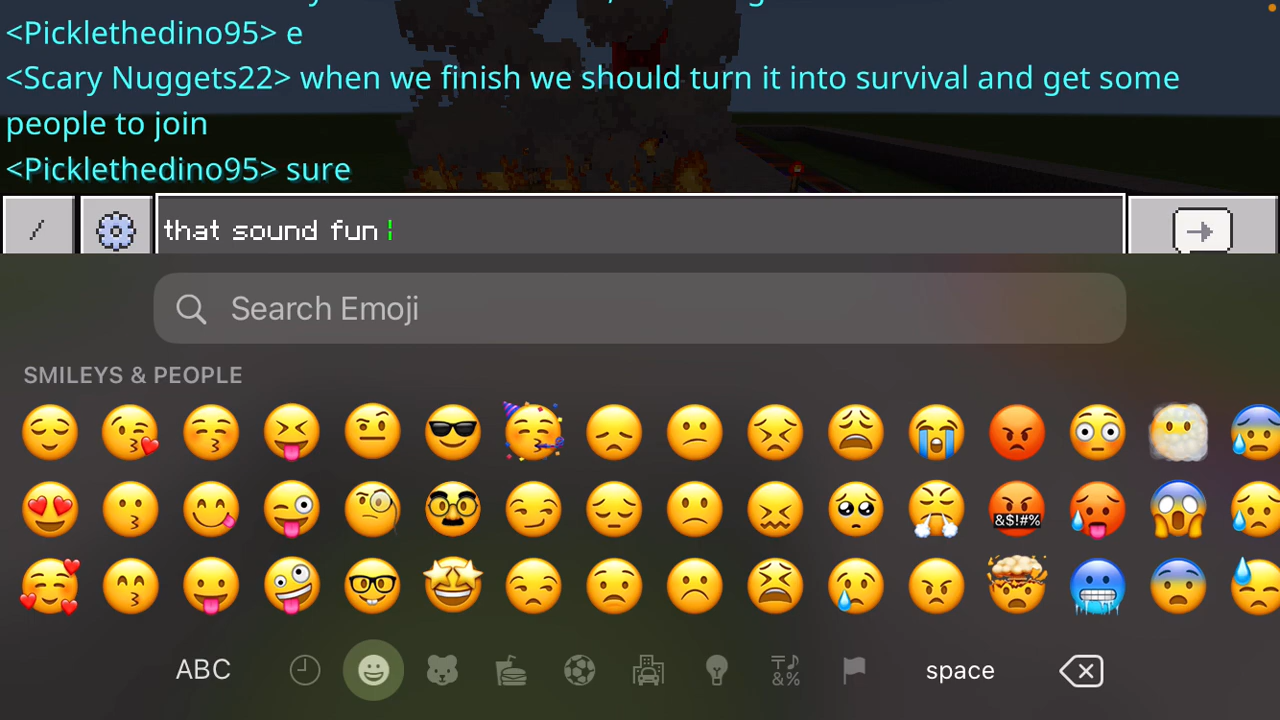 <Picklethedino95> e
<Scary Nuggets22> when we finish we should turn it into survival and get some
people to join
<Picklethedino95> sure
/
that sound fun
Search Emoji
SMILEYS & PEOPLE
&$!#%
ABC
space